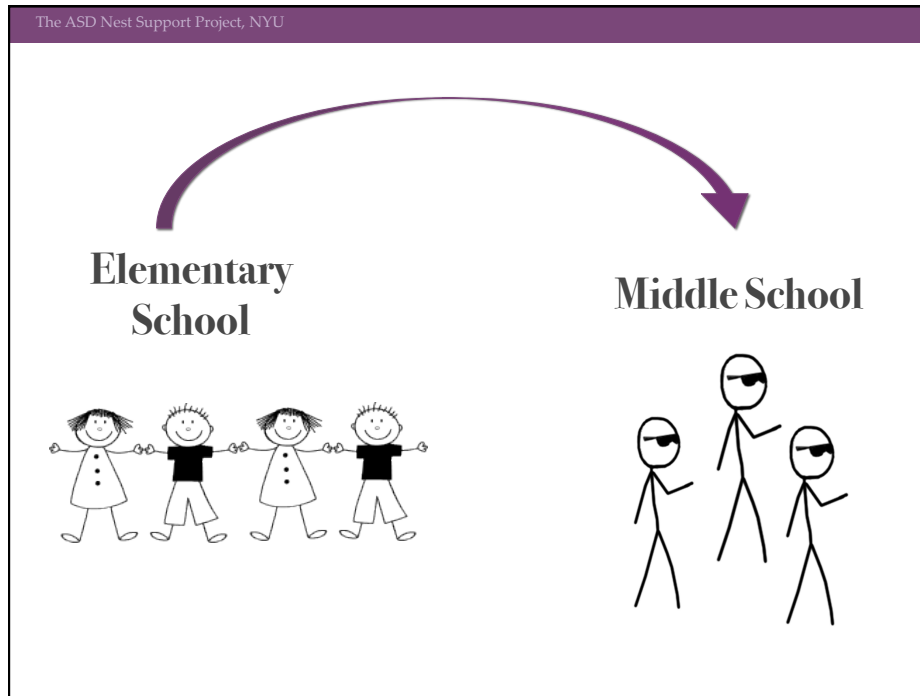 The ASD Nest Support Project, NYU
Elementary
School
Middle School